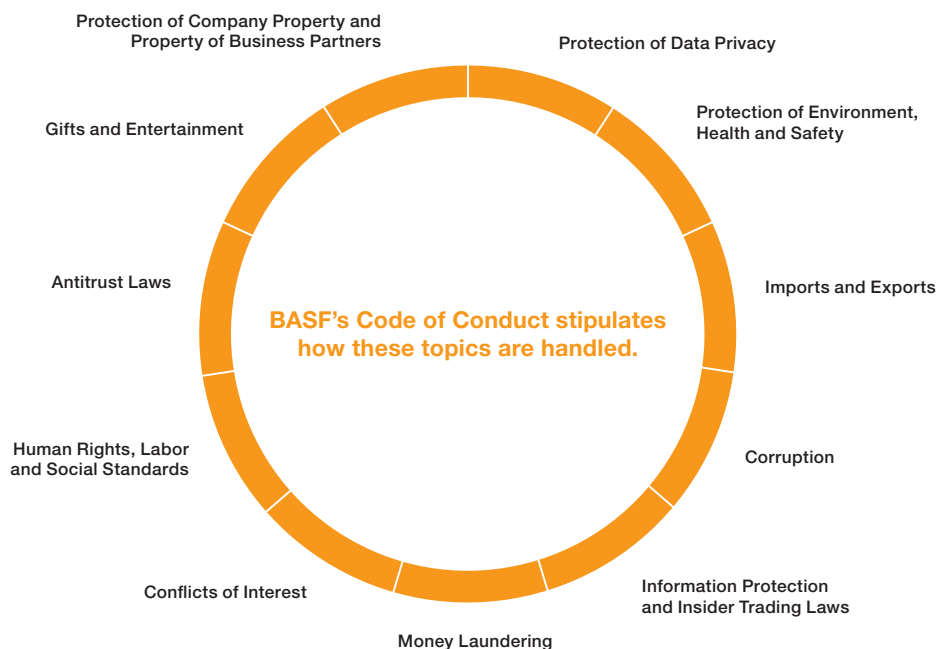 Protection of Company Property and
Property of Business Partners
Protection of Data Privacy
Gifts and Entertainment
Protection of Environment,
Health and Safety
Antitrust Laws
Imports and Exports
BASF’s Code of Conduct stipulates
how these topics are handled.
Human Rights, Labor
and Social Standards
Corruption
Conflicts of Interest
Information Protection
and Insider Trading Laws
Money Laundering